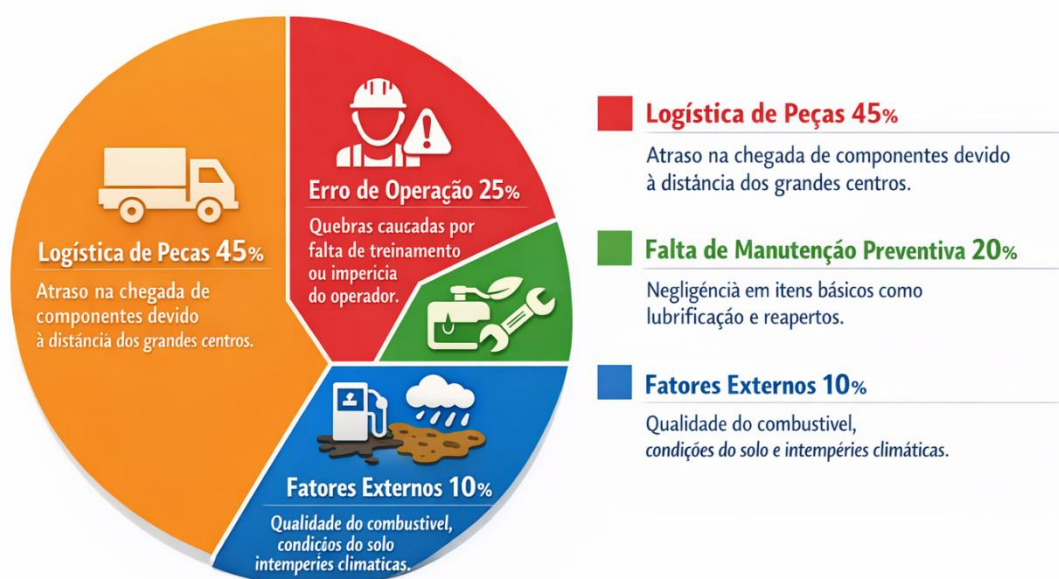 Logística de Pecas 45%
Atraso na chegada de
componentes devido
à distáncia dos grandes centros.
Erro de Operação 25%
Quebras caucadas por
falta de treinamento
ou imperícia
do operador.
Fatores Externos 10%
Qualidade do combustivel,
condicios do solo
intemperies climaticas.
Logística de Peças 45%
Atraso na chegada de componentes devido
à distância dos grandes centros.
Falta de Manutenção Preventiva 20%
Negligéncia em itens básicos como
lubrificação e reapertos.
Fatores Externos 10%
Qualidade do combustivel,
condições do solo e intempéries climáticas.